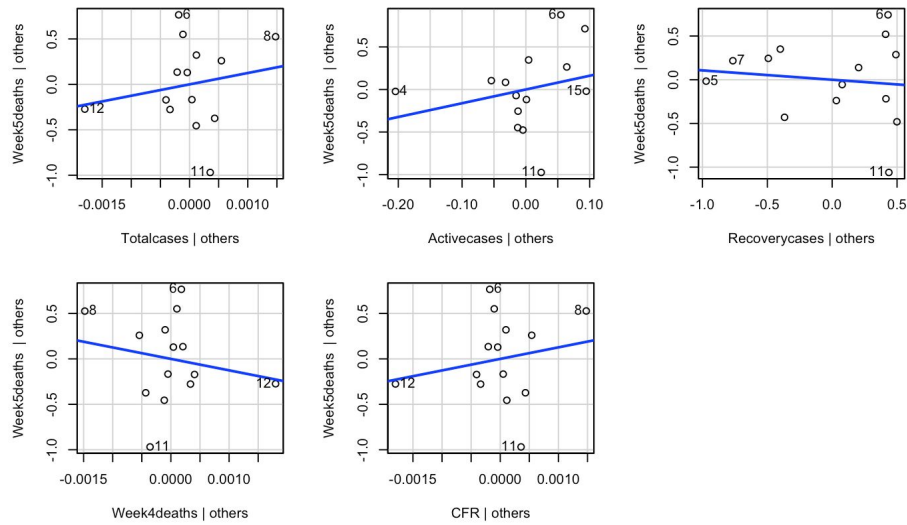 Week5deaths | others
0.5
0.0
-0.5
-1.0
6
8
12
11
-0.0015 0.0000 0.0010
Totalcases | others
Week5deaths | others
0.5
0.0
-0.5
-1.0
6
4
15
11
-0.20 -0.10 0.00 0.10
Activecases | others
Week5deaths | others
0.5
0.0
-0.5
-1.0
6
7
5
11
-1.0 -0.5 0.0 0.5
Recoverycases | others
Week5deaths | others
0.5
0.0
-0.5
-1.0
6
8
12
11
-0.0015 0.0000 0.0010
Week4deaths | others
Week5deaths | others
0.5
0.0
-0.5
-1.0
6
8
12
11
-0.0015 0.0000 0.0010
CFR | others